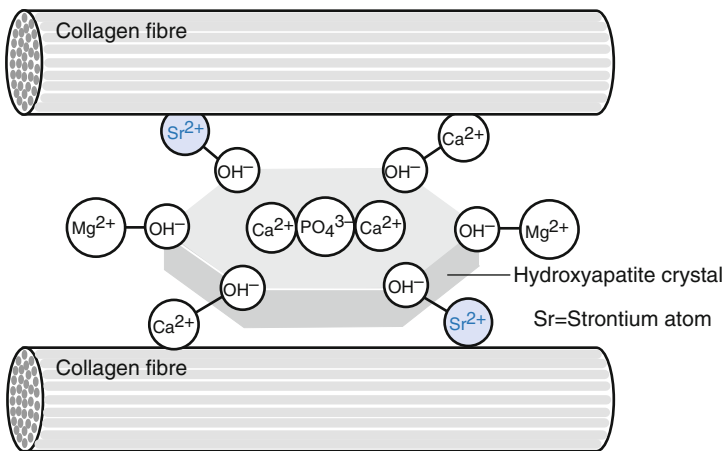 Collagen fibre
Sr2+
Ca2+
OH−
OH−
Mg2+
OH−
Ca2+
PO43−
Ca2+
OH−
Mg2+
OH−
OH−
Hydroxyapatite crystal
Ca2+
Sr2+
Sr=Strontium atom
Collagen fibre